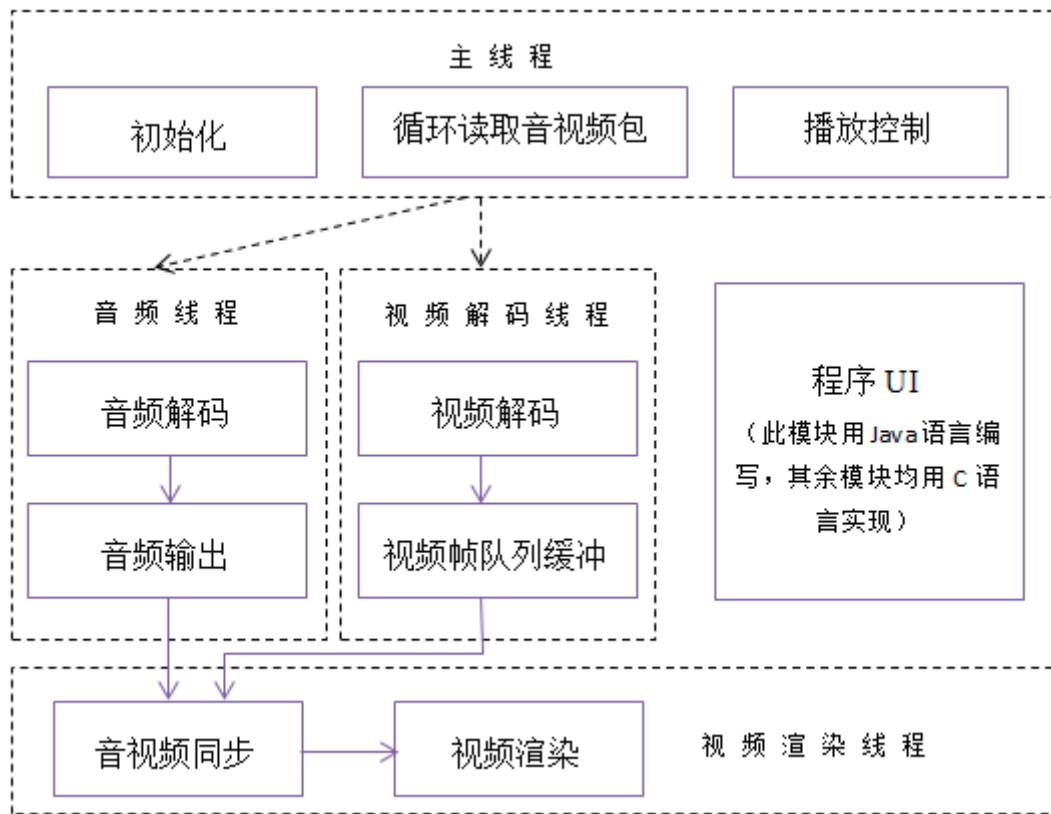 主线程
初始化
循环读取音视频包
播放控制
音频线程
视频解码线程
音频解码
视频解码
音频输出
视频帧队列缓冲
程序 UI
（此模块用Java语言编
写，其余模块均用 C 语
言实现）
音视频同步
视频渲染
视频渲染线程